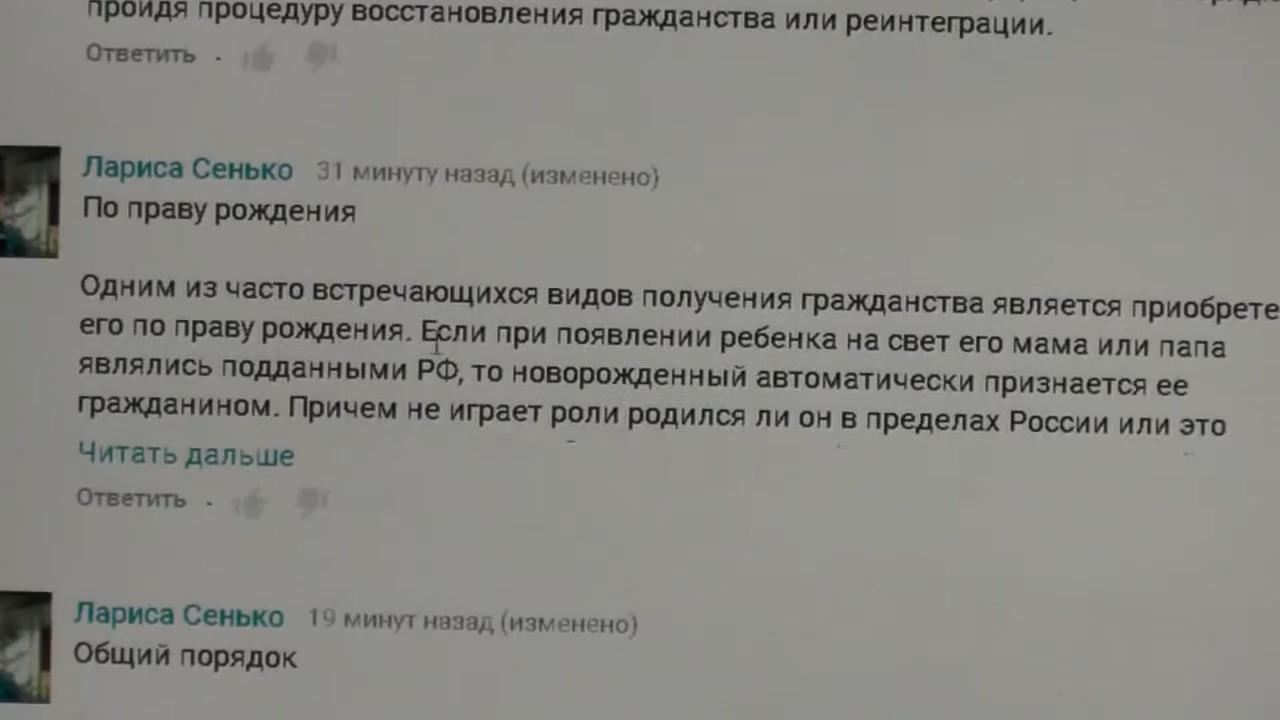 пройдя процедуру восстановления гражданства или реинтеграции.
Ответить ·
Лариса Сенько 31 минуту назад (изменено)
По праву рождения
Одним из часто встречающихся видов получения гражданства является приобрете
его по праву рождения. Если при появлении ребенка на свет его мама или папа
являлись подданными РФ, то новорожденный автоматически признается ее
гражданином. Причем не играет роли родился ли он в пределах России или это
Читать дальше
Ответить ·
Лариса Сенько 19 минут назад (изменено)
Общий порядок